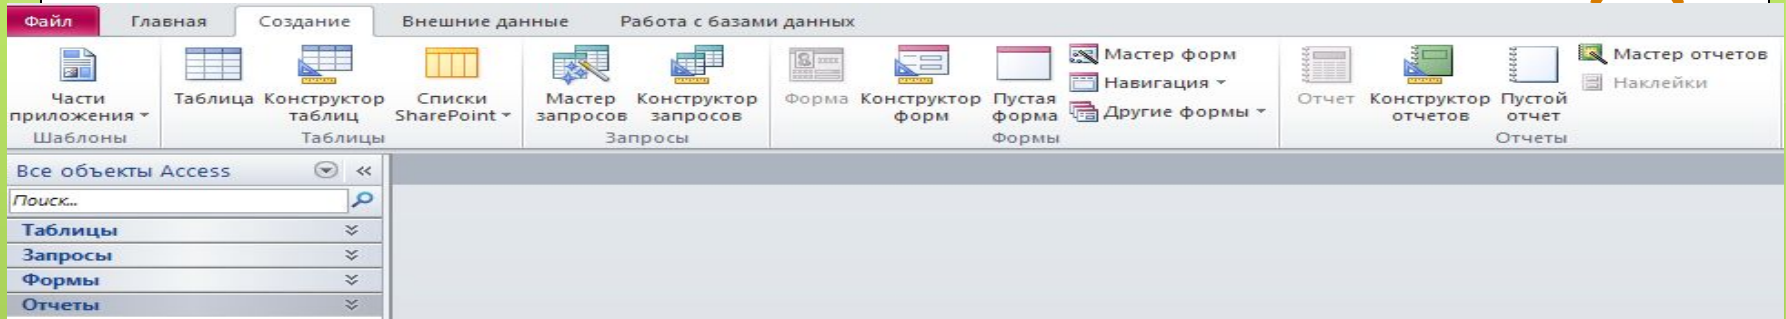 Файл Главная Создание Внешние данные Работа с базами данных
Части приложения
Таблица
Конструктор таблиц
Списки SharePoint
Мастер запросов
Конструктор запросов
Форма
Конструктор форм
Пустая форма
Мастер форм
Навигация
Другие формы
Отчет
Конструктор отчетов
Пустой отчет
Мастер отчетов
Наклейки
Шаблоны Таблицы Запросы Формы Отчеты
Все объекты Access
Поиск...
Таблицы
Запросы
Формы
Отчеты